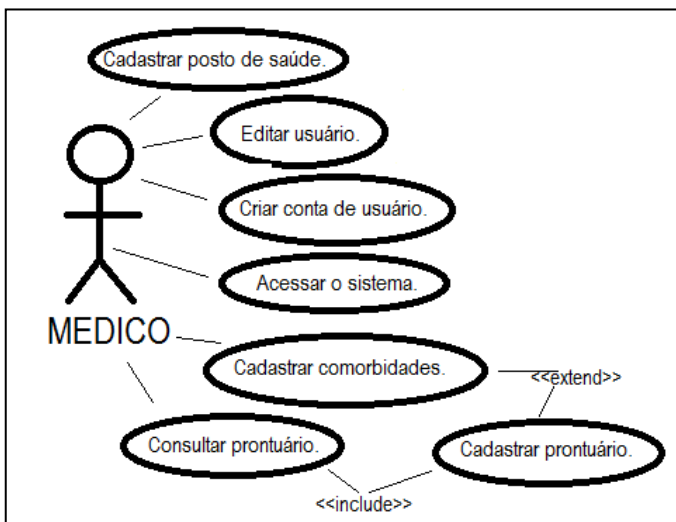 Cadastrar posto de saúde.
Editar usuário.
Criar conta de usuário.
Acessar o sistema.
MEDICO
Cadastrar comorbidades.
<<extend>>
Consultar prontuário.
Cadastrar prontuário.
<<include>>